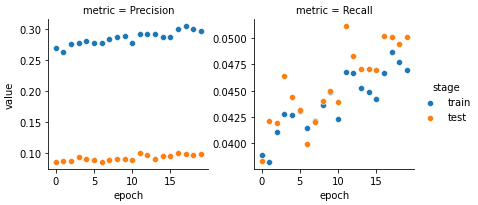 metric = Precision
metric = Recall
0.30
0.25
0.20
0.15
0.10
value
0 5 10 15
epoch
0.0500
0.0475
0.0450
0.0425
0.0400
0 5 10 15
epoch
stage
train
test